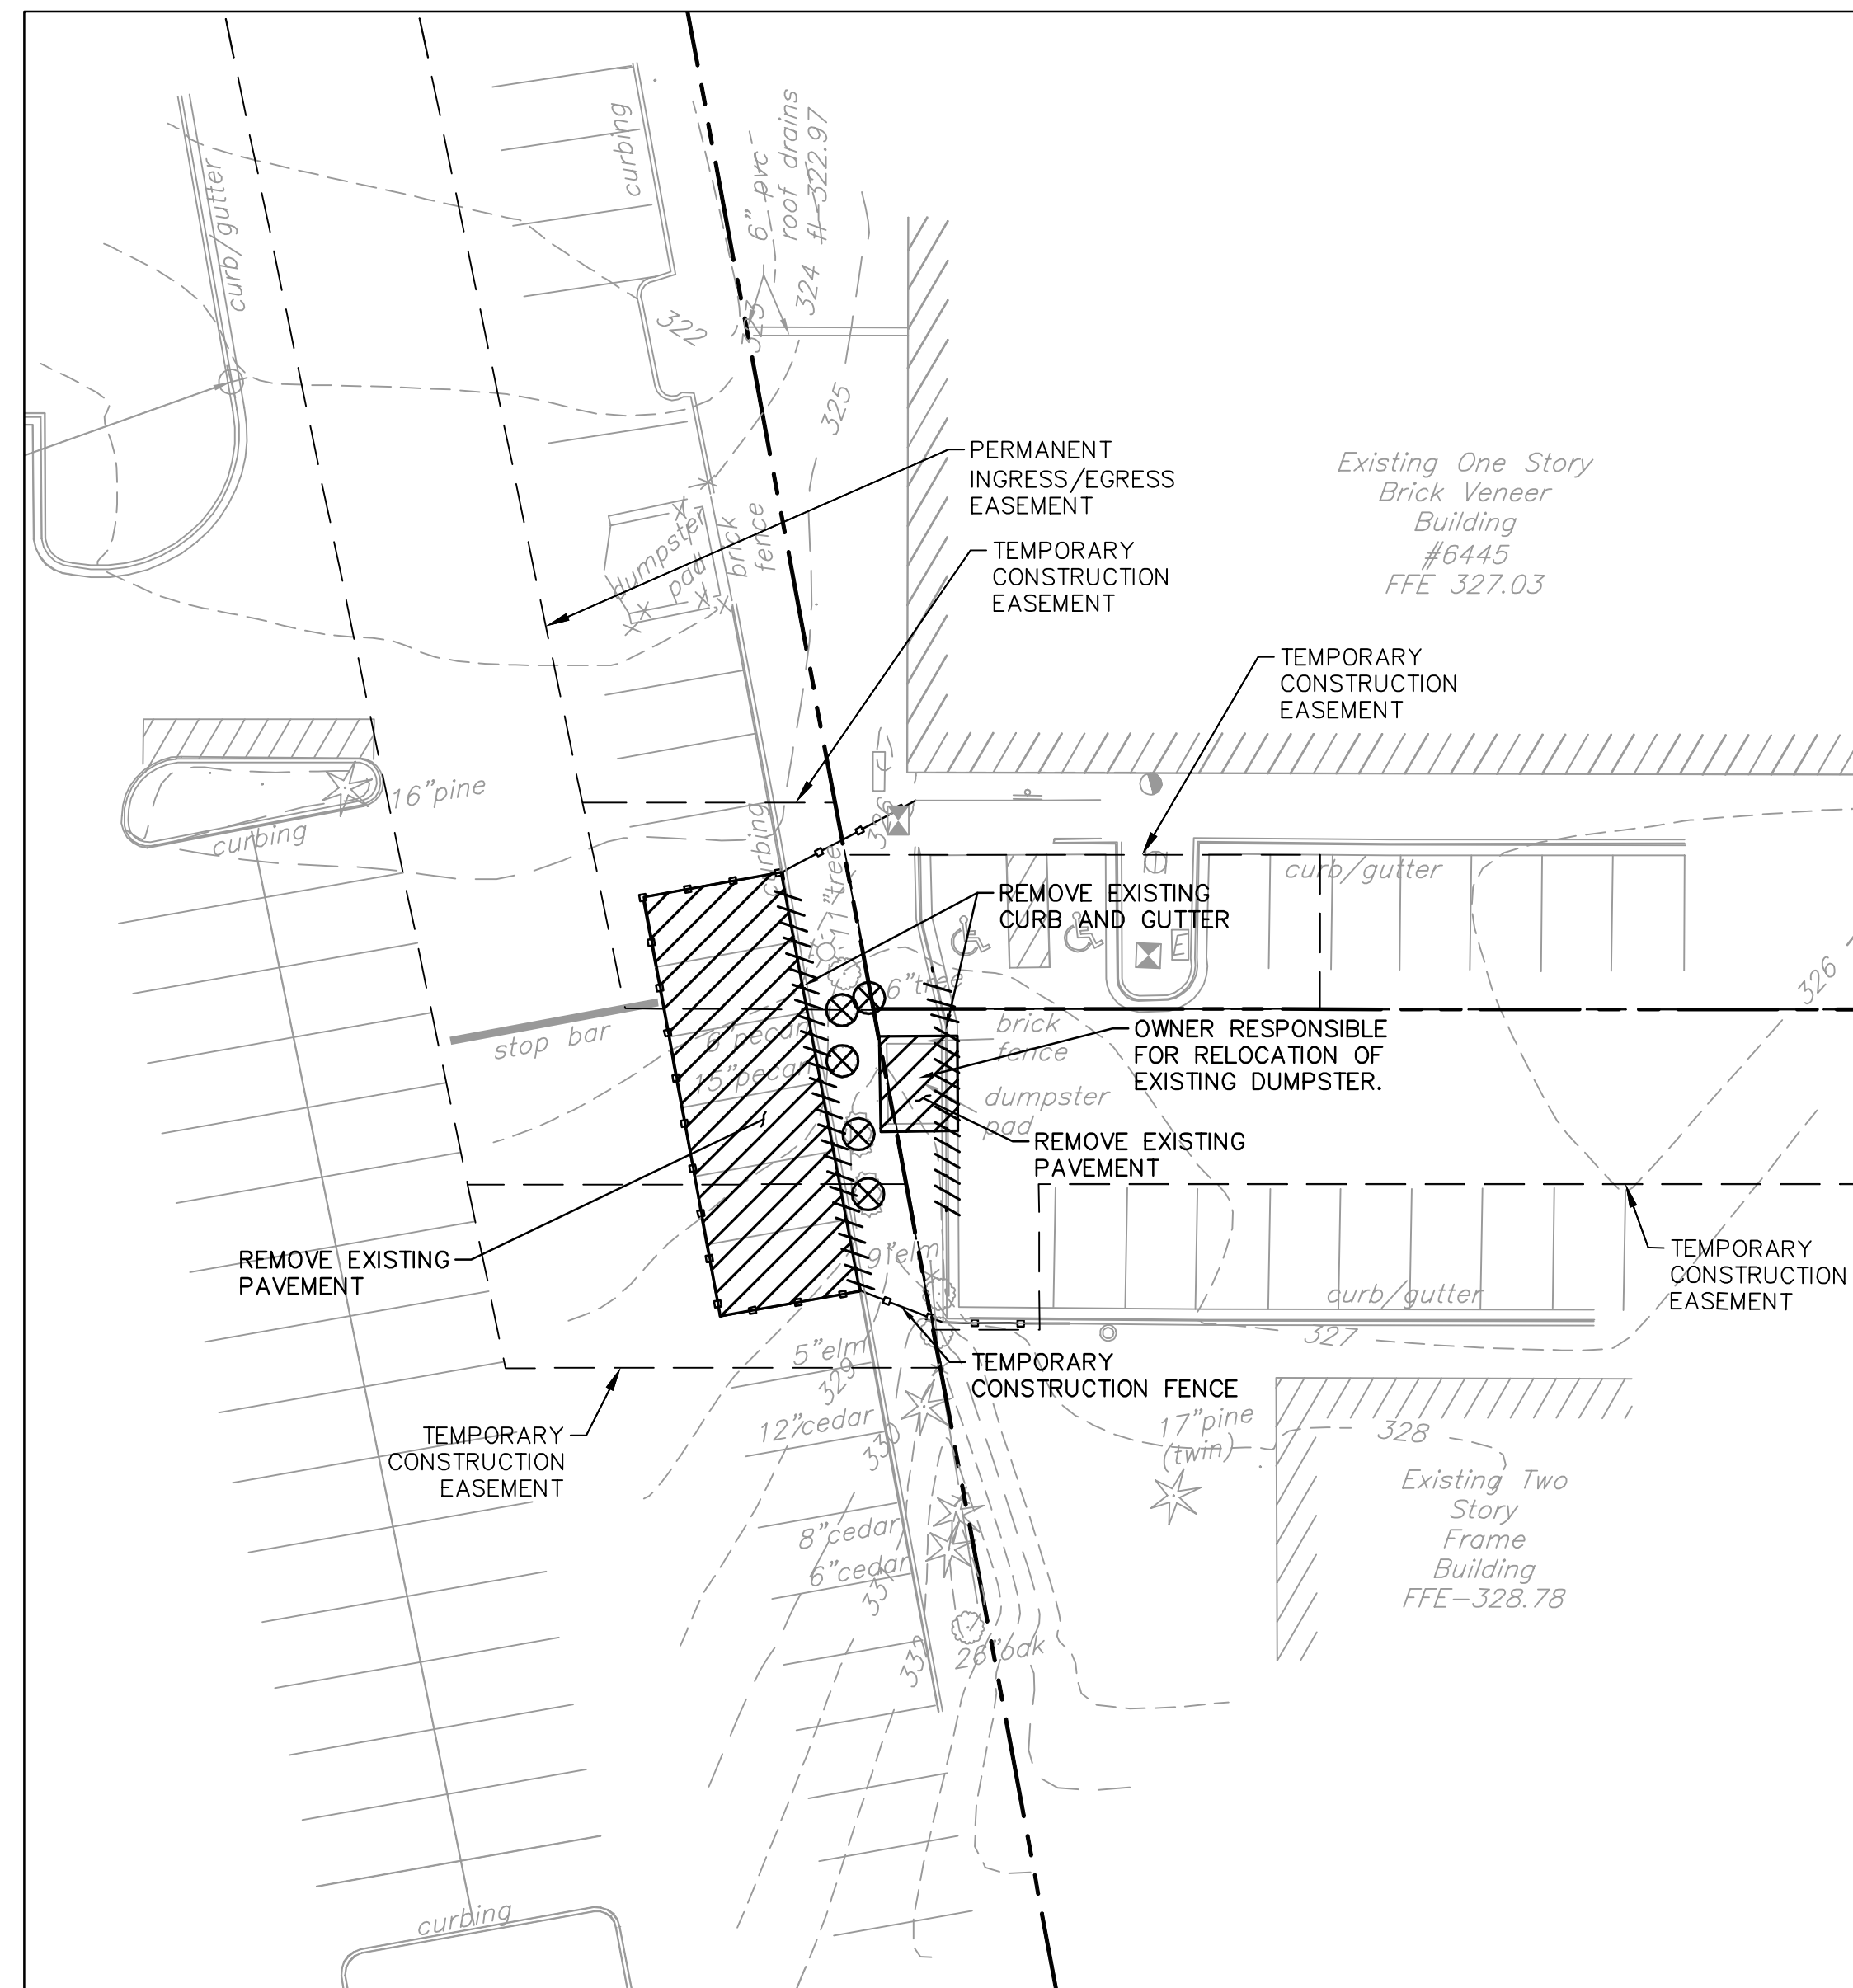 curb/gutter
curbing
6" pvc
roof drains
fl-322.97
322
323
324
325
PERMANENT
INGRESS/EGRESS
EASEMENT
Existing One Story
Brick Veneer
Building
#6445
FFE 327.03
dumpster
pad
brick
fence
TEMPORARY
CONSTRUCTION
EASEMENT
TEMPORARY
CONSTRUCTION
EASEMENT
16"pine
curbing
curbing
326
11"tree
curb/gutter
REMOVE EXISTING
CURB AND GUTTER
E
6"tree
326
stop bar
6"pecan
15"pecan
brick
fence
OWNER RESPONSIBLE
FOR RELOCATION OF
EXISTING DUMPSTER.
dumpster
pad
REMOVE EXISTING
PAVEMENT
REMOVE EXISTING
PAVEMENT
9"elm
TEMPORARY
CONSTRUCTION
EASEMENT
curb/gutter
327
5"elm
329
TEMPORARY
CONSTRUCTION FENCE
12"cedar
330
17"pine
(twin)
328
TEMPORARY
CONSTRUCTION
EASEMENT
Existing Two
Story
Frame
Building
FFE-328.78
8"cedar
6"cedar
331
332
26"oak
curbing